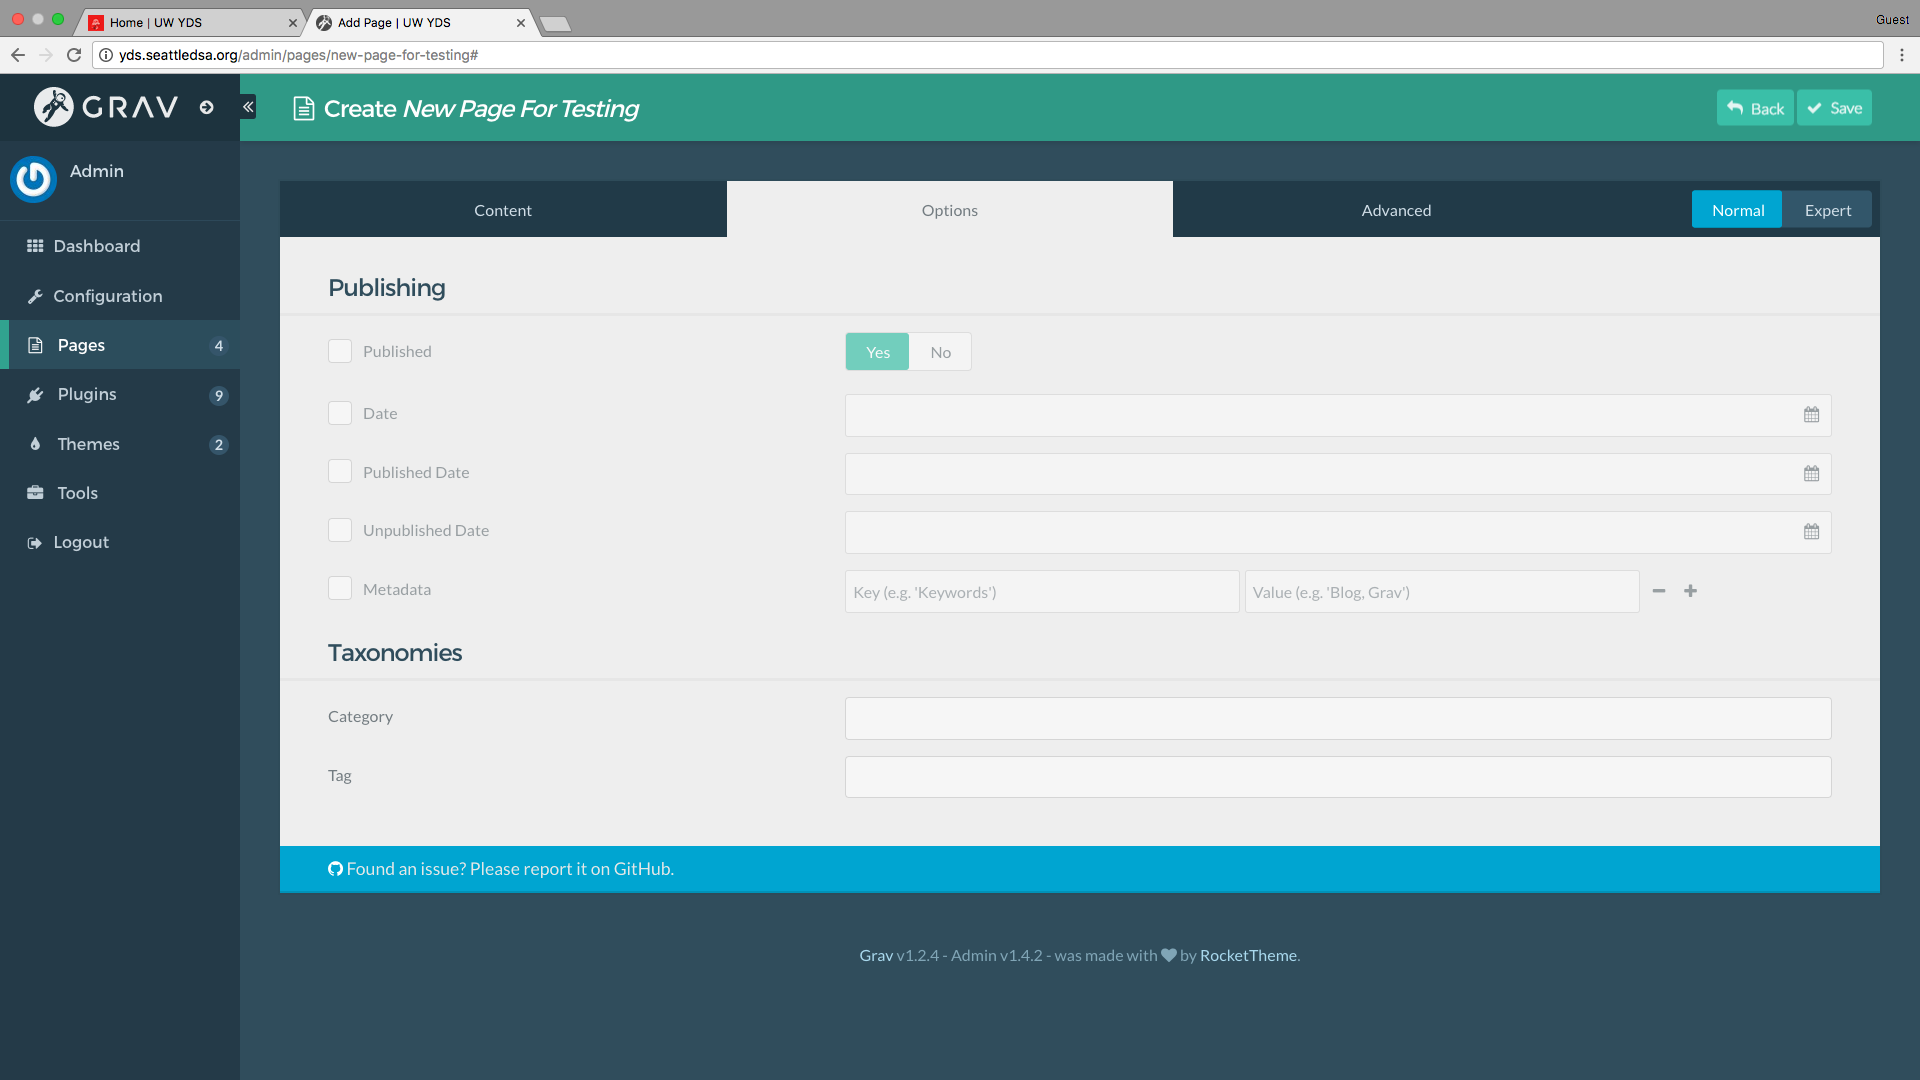 Home | UW YDS
Add Page | UW YDS
Guest
yds.seattledsa.org/admin/pages/new-page-for-testing#
GRAV
Create New Page For Testing
Back
Save
Admin
Dashboard
Configuration
Pages 4
Plugins 9
Themes 2
Tools
Logout
Content
Options
Advanced
Normal
Expert
Publishing
Published
Yes
No
Date
Published Date
Unpublished Date
Metadata
Key (e.g. 'Keywords')
Value (e.g. 'Blog, Grav')
Taxonomies
Category
Tag
Found an issue? Please report it on GitHub.
Grav v1.2.4 - Admin v1.4.2 - was made with by RocketTheme.